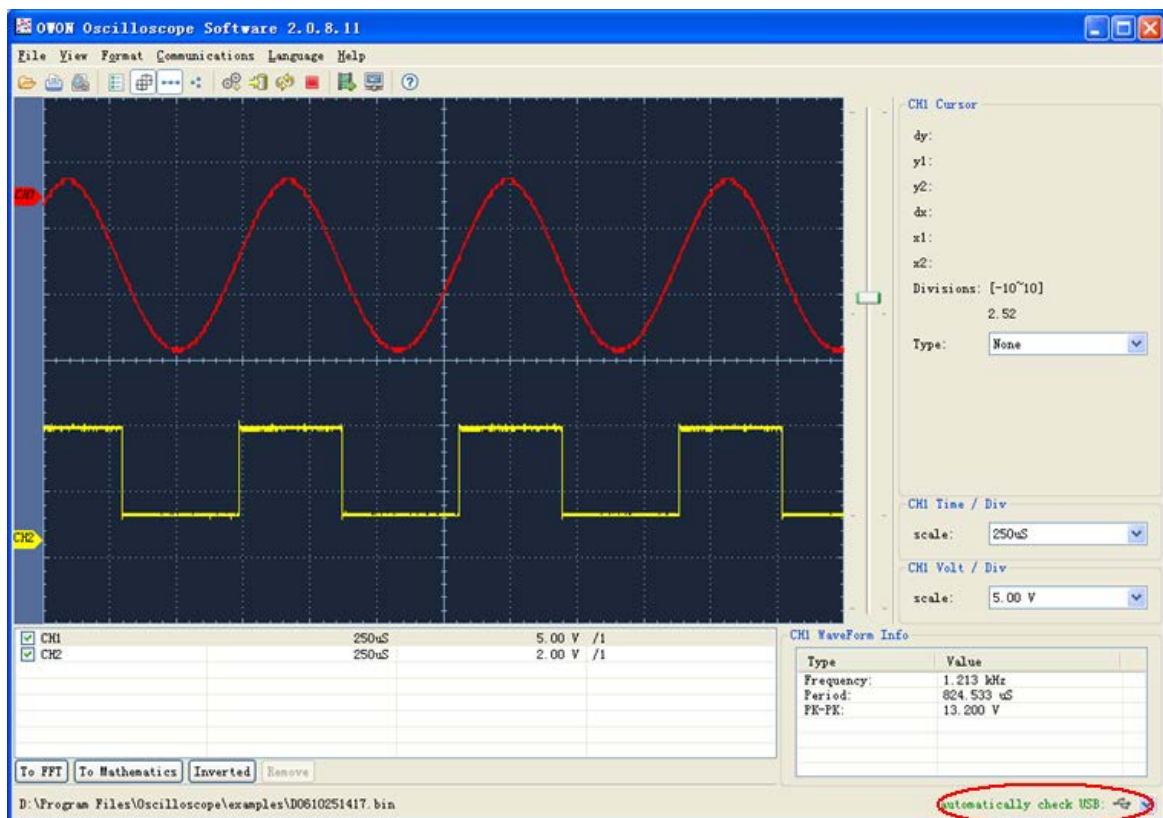 OWON Oscilloscope Software 2.0.8.11
File View Format Communications Language Help
CH1
CH2
CH1 Cursor
dy:
y1:
y2:
dx:
x1:
x2:
Divisions: [-10~10]
2.52
Type: None
CH1 Time / Div
scale: 250uS
CH1 Volt / Div
scale: 5.00 V
CH1 250uS 5.00 V /1
CH2 250uS 2.00 V /1
CH1 WaveForm Info
Type Value
Frequency: 1.213 kHz
Period: 824.533 uS
PK-PK: 13.200 V
To FFT To Mathematics Inverted Remove
D:\Program Files\Oscilloscope\examples\D0610251417.bin
automatically check USB: